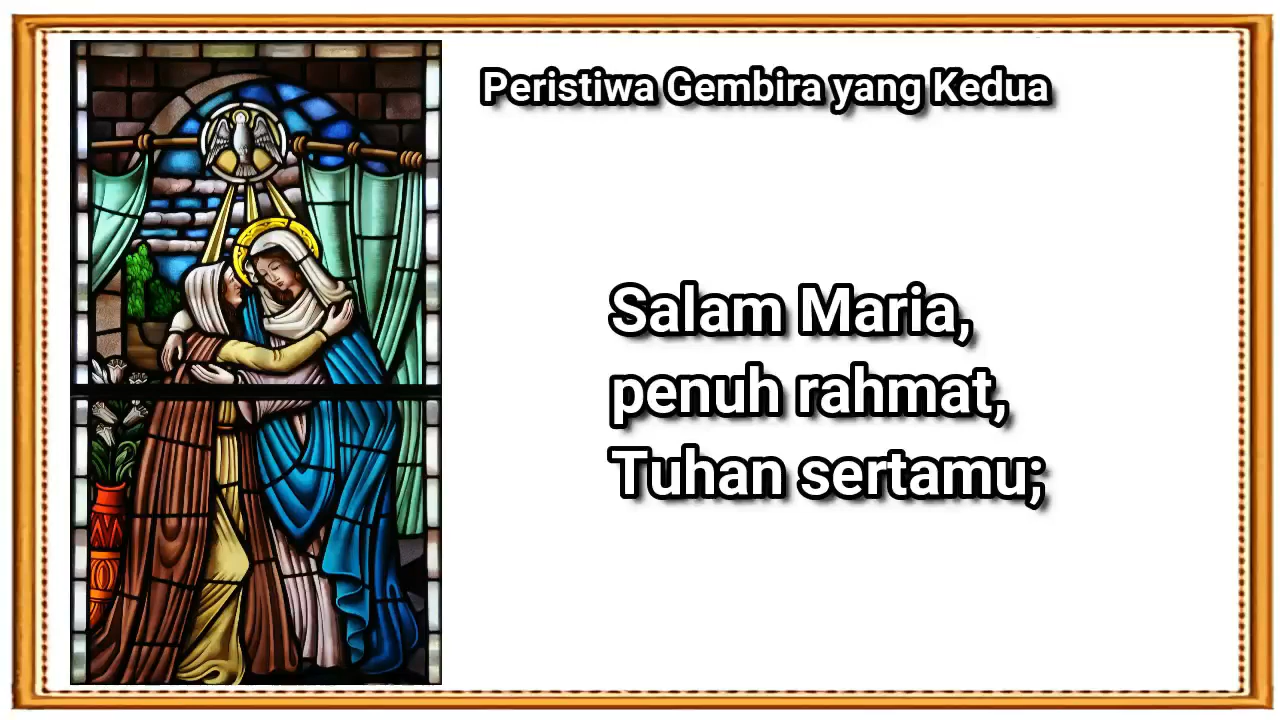 Peristiwa Gembira yang Kedua
Salam Maria,
penuh rahmat,
Tuhan sertamu;